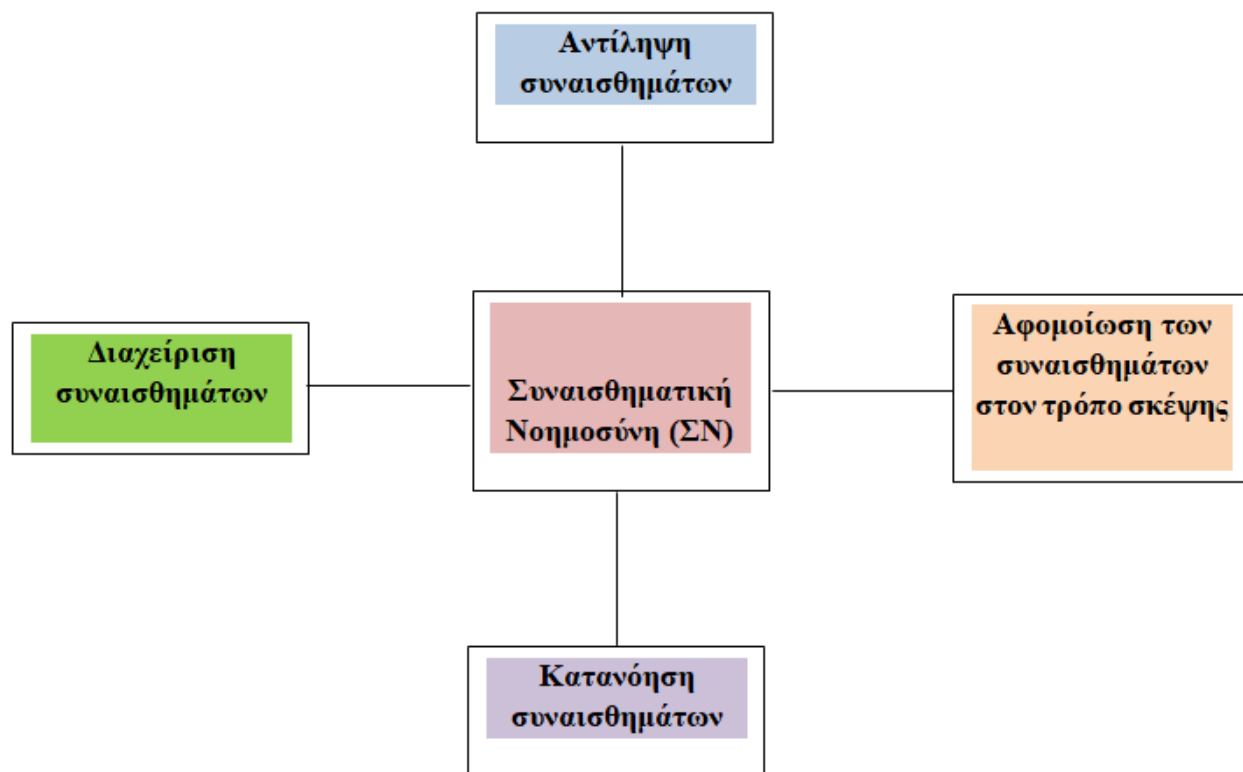 Αντίληψη
συναισθημάτων
Διαχείριση
συναισθημάτων
Συναισθηματική
Νοημοσύνη (ΣΝ)
Αφομοίωση των
συναισθημάτων
στον τρόπο σκέψης
Κατανόηση
συναισθημάτων